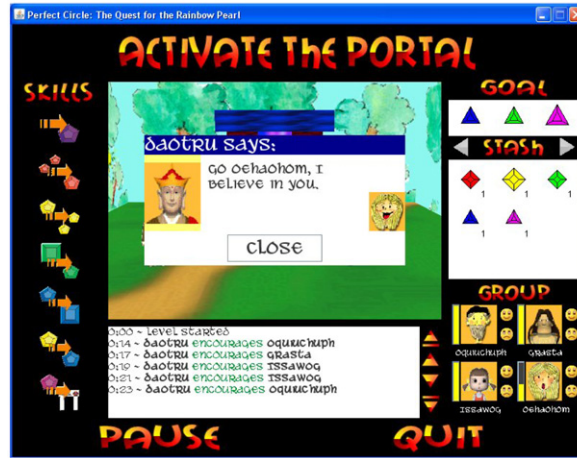 Perfect Circle: The Quest for the Rainbow Pearl
ACTIVATE THE PORTAL
SKILLS
GOAL
STASH
1 1 1
1 1
DAOTRU SAYS:
GO OEHAOHOM, I
BELIEVE IN YOU.
CLOSE
GROUP
OQUIUCHUPH GRASTA
ISSAWOG OEHAOHOM
0:00 ~ LEVEL STARTED
0:14 ~ DAOTRU ENCOURAGES OQUIUCHUPH
0:17 ~ DAOTRU ENCOURAGES GRASTA
0:19 ~ DAOTRU ENCOURAGES ISSAWOG
0:21 ~ DAOTRU ENCOURAGES ISSAWOG
0:23 ~ DAOTRU ENCOURAGES OQUIUCHUPH
PAUSE QUIT